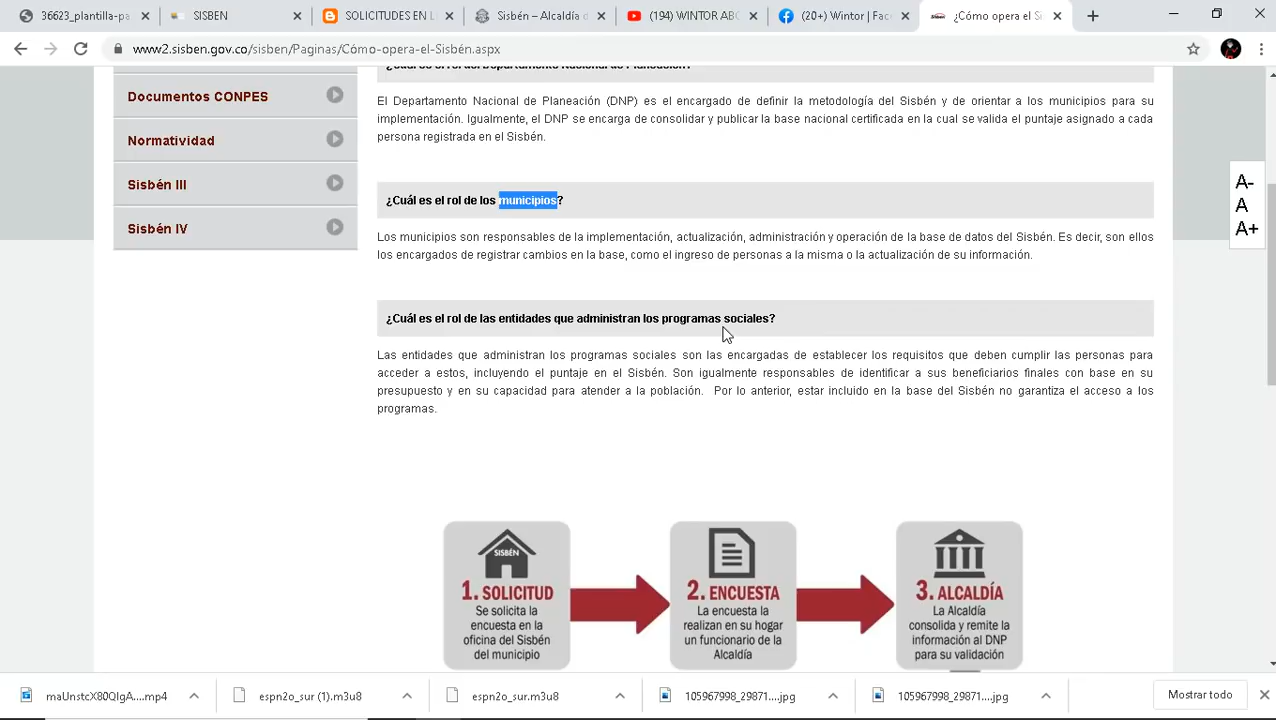 36623_plantilla-pa
SISBEN
SOLICITUDES EN L
Sisbén – Alcaldía d
(194) WINTOR ABC
(20+) Wintor | Fac
¿Cómo opera el Si
www2.sisben.gov.co/sisben/Paginas/Cómo-opera-el-Sisbén.aspx
¿Cuál es el rol del Departamento Nacional de Planeación?
Documentos CONPES
Normatividad
Sisbén III
Sisbén IV
El Departamento Nacional de Planeación (DNP) es el encargado de definir la metodología del Sisbén y de orientar a los municipios para su
implementación. Igualmente, el DNP se encarga de consolidar y publicar la base nacional certificada en la cual se valida el puntaje asignado a cada
persona registrada en el Sisbén.
¿Cuál es el rol de los municipios?
Los municipios son responsables de la implementación, actualización, administración y operación de la base de datos del Sisbén. Es decir, son ellos
los encargados de registrar cambios en la base, como el ingreso de personas a la misma o la actualización de su información.
¿Cuál es el rol de las entidades que administran los programas sociales?
Las entidades que administran los programas sociales son las encargadas de establecer los requisitos que deben cumplir las personas para
acceder a estos, incluyendo el puntaje en el Sisbén. Son igualmente responsables de identificar a sus beneficiarios finales con base en su
presupuesto y en su capacidad para atender a la población. Por lo anterior, estar incluido en la base del Sisbén no garantiza el acceso a los
programas.
A-
A
A+
SISBÉN
1. SOLICITUD
Se solicita la
encuesta en la
oficina del Sisbén
del municipio
2. ENCUESTA
La encuesta la
realizan en su hogar
un funcionario de la
Alcaldía
3. ALCALDÍA
La Alcaldía
consolida y remite la
información al DNP
para su validación
maUnstcX80QIgA....mp4
espn2o_sur (1).m3u8
espn2o_sur.m3u8
105967998_29871....jpg
105967998_29871....jpg
Mostrar todo